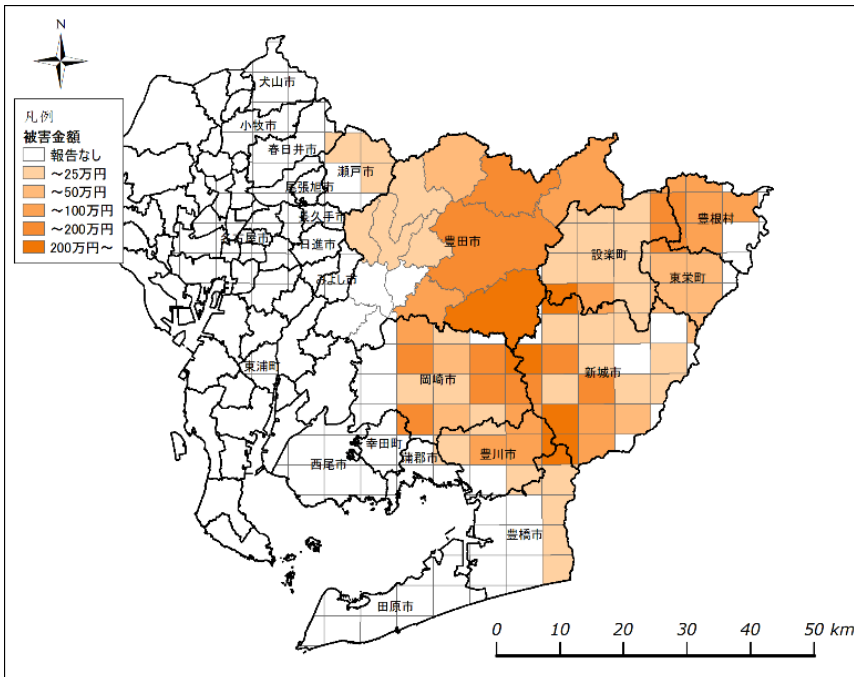 N
犬山市
凡例
被害金額
報告なし
～25万円
～50万円
～100万円
～200万円
200万円～
小牧市
春日井市
瀬戸市
尾張旭市
長久手市
名古屋市
日進市
みよし市
豊田市
設楽町
豊根村
東栄町
東浦町
岡崎市
新城市
幸田町
西尾市
蒲郡市
豊川市
豊橋市
田原市
0 10 20 30 40 50 km